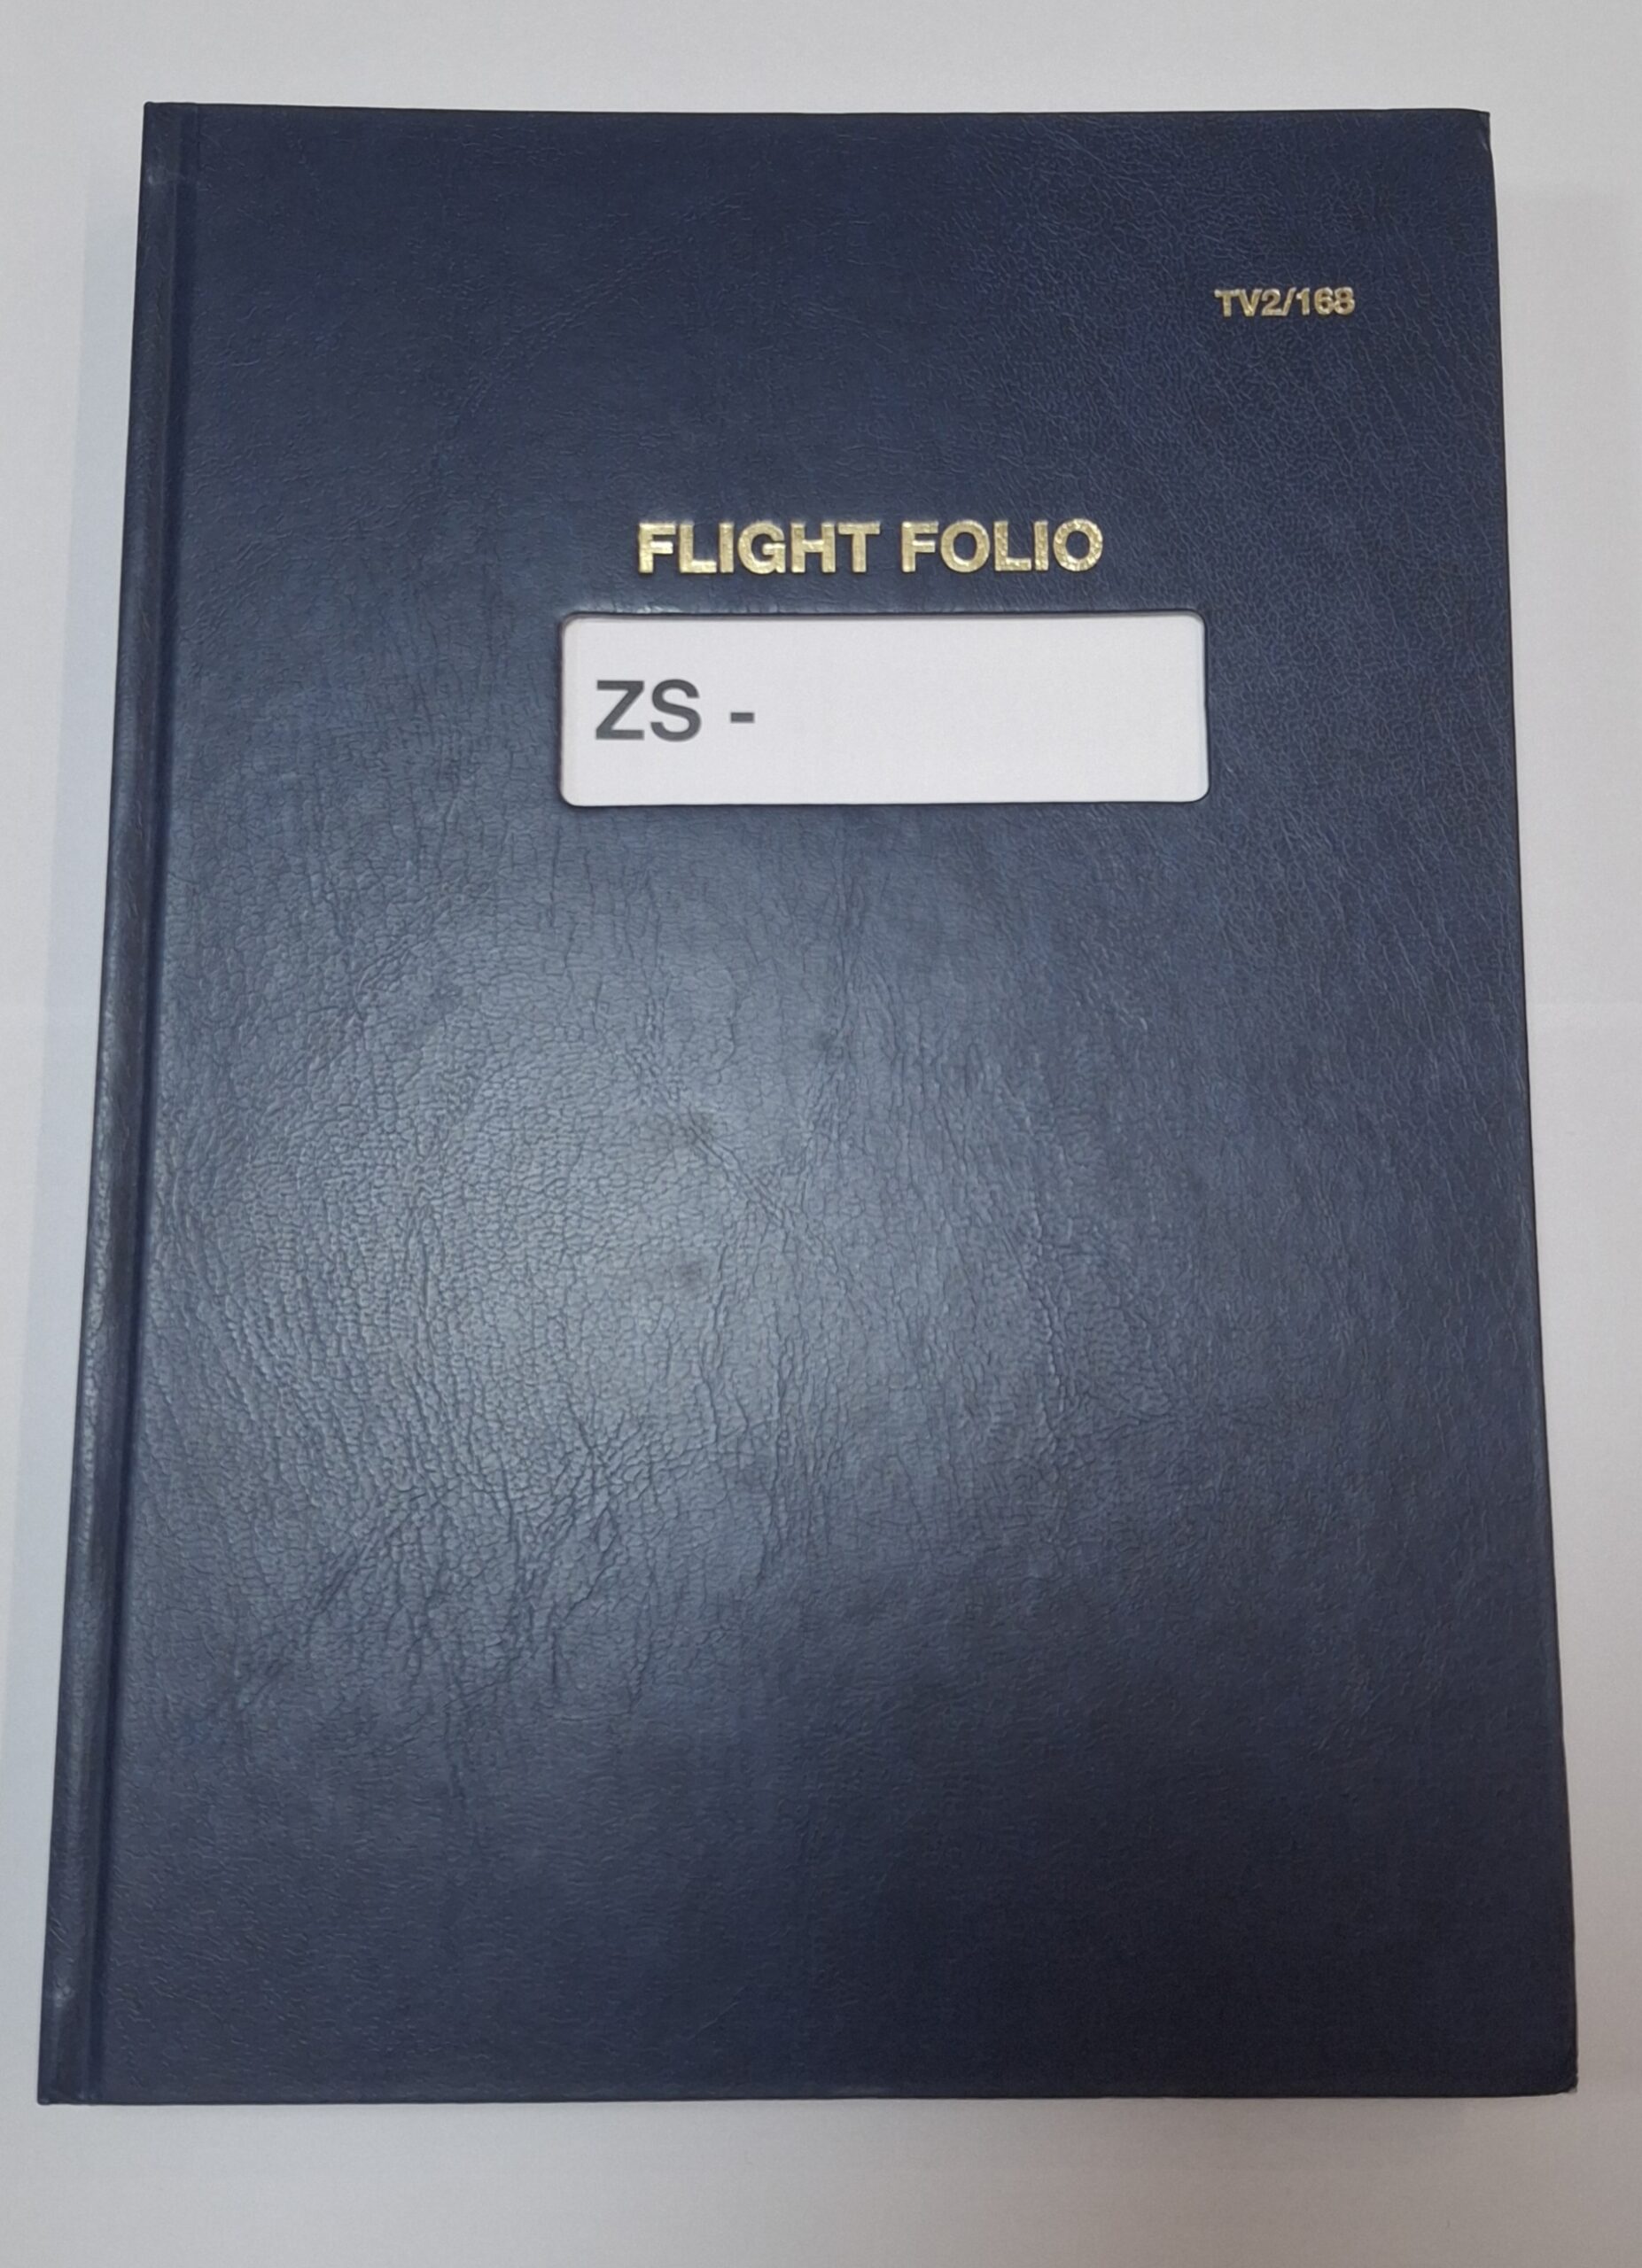 TV2/168
FLIGHT FOLIO
ZS -